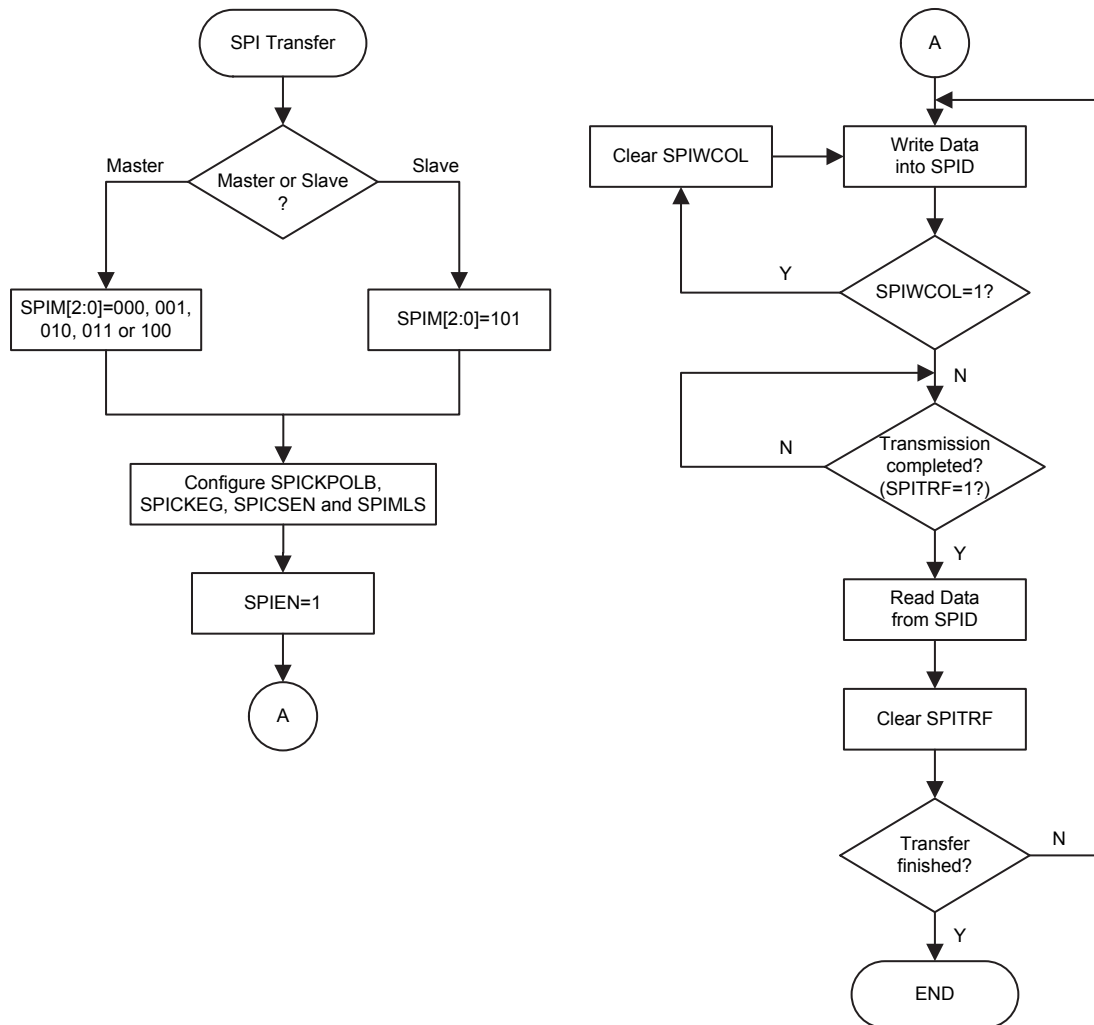 SPI Transfer
Master
Slave
Master or Slave
?
SPIM[2:0]=000, 001,
010, 011 or 100
SPIM[2:0]=101
Configure SPICKPOLB,
SPICKEG, SPICSEN and SPIMLS
SPIEN=1
A
A
Clear SPIWCOL
Write Data
into SPID
Y
SPIWCOL=1?
N
N
Transmission
completed?
(SPITRF=1?)
Y
Read Data
from SPID
Clear SPITRF
Transfer
finished?
N
Y
END